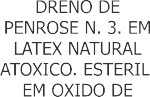 DRENO DE
PENROSE N. 3. EM
LATEX NATURAL
ATOXICO. ESTERIL
EM OXIDO DE